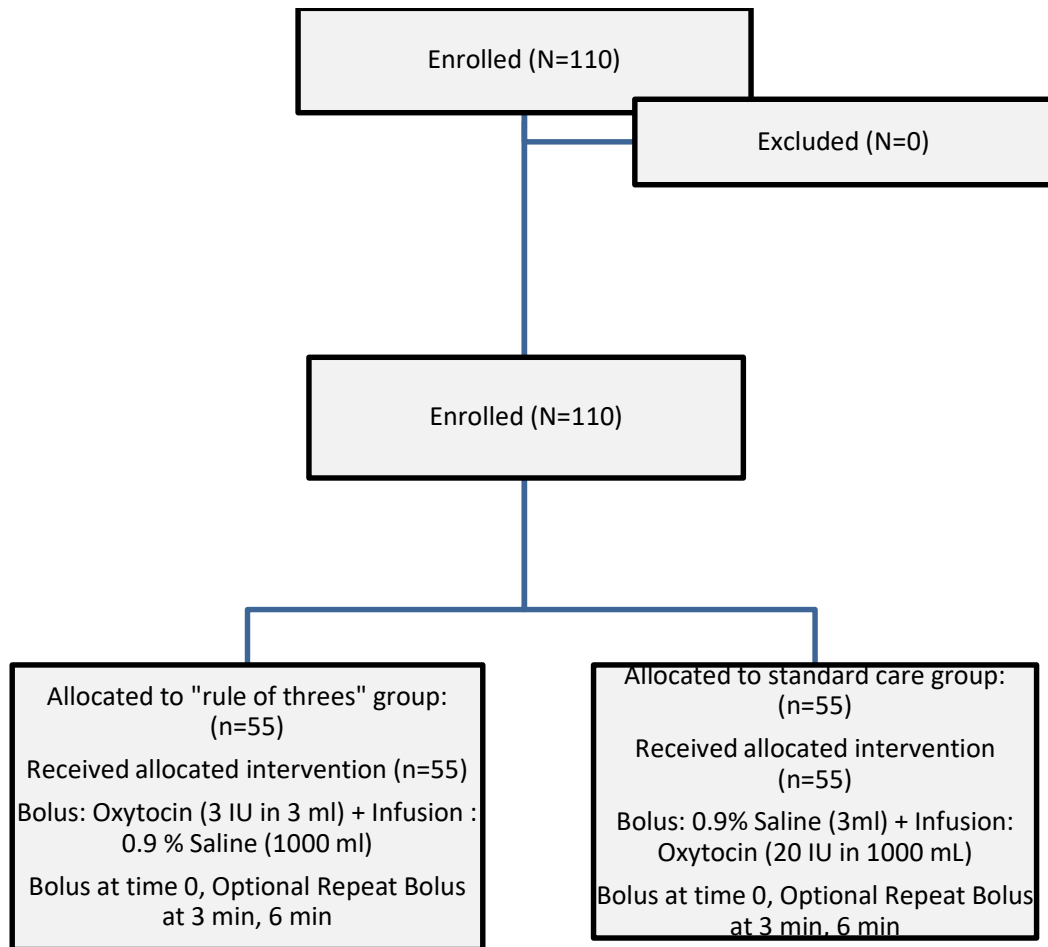 Enrolled (N=110)
Excluded (N=0)
Enrolled (N=110)
Allocated to "rule of threes" group:
(n=55)
Received allocated intervention (n=55)
Bolus: Oxytocin (3 IU in 3 ml) + Infusion :
0.9 % Saline (1000 ml)
Bolus at time 0, Optional Repeat Bolus
at 3 min, 6 min
Allocated to standard care group:
(n=55)
Received allocated intervention
(n=55)
Bolus: 0.9% Saline (3ml) + Infusion:
Oxytocin (20 IU in 1000 mL)
Bolus at time 0, Optional Repeat Bolus
at 3 min, 6 min